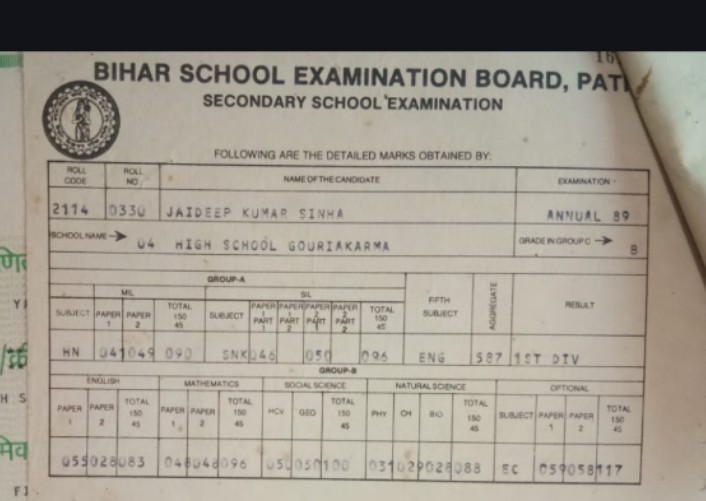 16
BIHAR SCHOOL EXAMINATION BOARD, PAT
SECONDARY SCHOOL EXAMINATION
FOLLOWING ARE THE DETAILED MARKS OBTAINED BY:
ROLL CODE ROLL NO. NAME OF THE CANDIDATE EXAMINATION
2114 0330 JAIDEEP KUMAR SINHA ANNUAL 89
SCHOOL NAME → 04 HIGH SCHOOL GOURIAKARMA GRADE IN GROUP C → B
GROUP-A
MIL SIL FIFTH SUBJECT AGGREGATE RESULT
SUBJECT PAPER 1 PAPER 2 TOTAL 150 45 SUBJECT PAPER 1 PART 1 PAPER 1 PART 2 PAPER 2 PART 1 PAPER 2 PART 2 TOTAL 150 45
HN 041 049 090 SNK 046 050 096 ENG 587 1ST DIV
GROUP-B
ENGLISH MATHEMATICS SOCIAL SCIENCE NATURAL SCIENCE OPTIONAL
PAPER 1 PAPER 2 TOTAL 150 45 PAPER 1 PAPER 2 TOTAL 150 45 HCV GEO TOTAL 150 45 PHY CH BIO TOTAL 150 45 SUBJECT PAPER 1 PAPER 2 TOTAL 150 45
055 028 083 048 048 096 050 050 100 031 029 028 088 EC 059 058 117